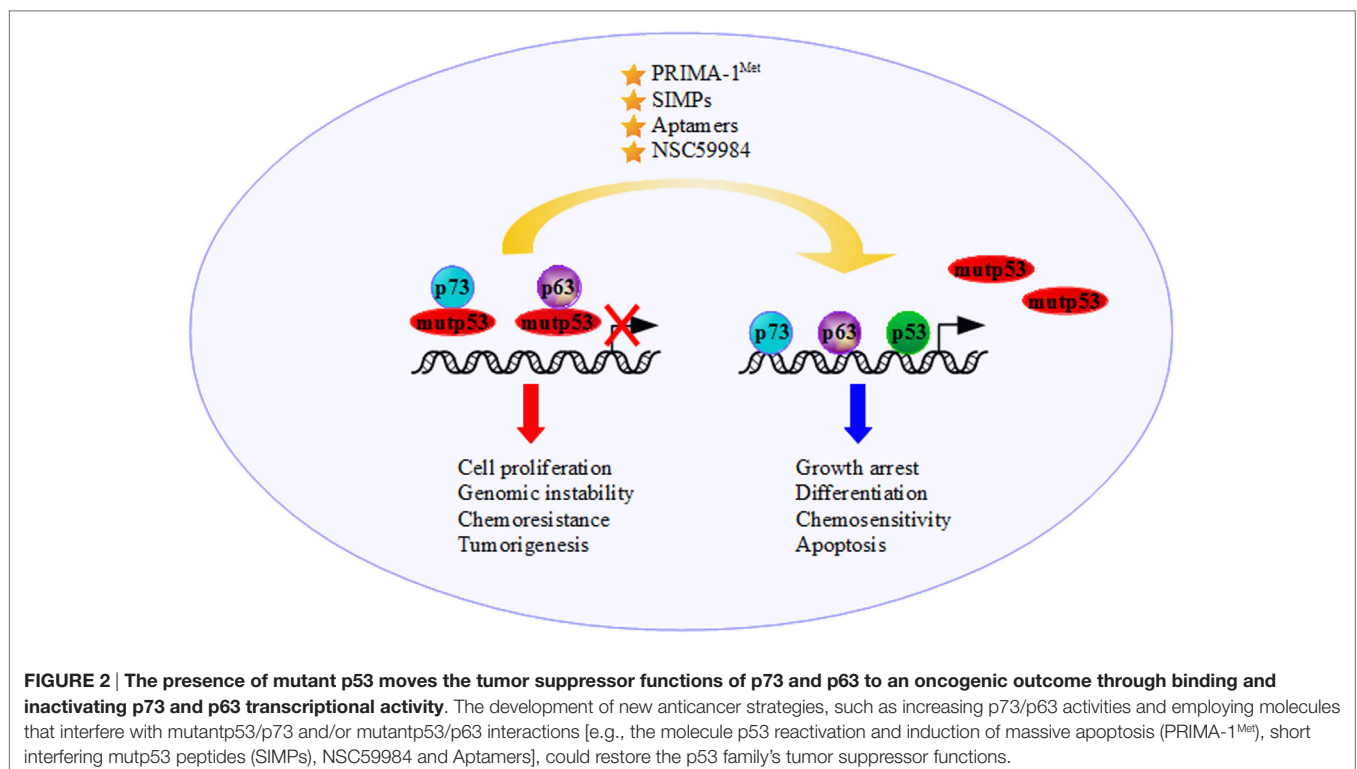 PRIMA-1Met
SIMPs
Aptamers
NSC59984
p73 p63
mutp53 mutp53
mutp53
mutp53
p73 p63 p53
Cell proliferation
Genomic instability
Chemoresistance
Tumorigenesis
Growth arrest
Differentiation
Chemosensitivity
Apoptosis
FIGURE 2 | The presence of mutant p53 moves the tumor suppressor functions of p73 and p63 to an oncogenic outcome through binding and
inactivating p73 and p63 transcriptional activity. The development of new anticancer strategies, such as increasing p73/p63 activities and employing molecules
that interfere with mutantp53/p73 and/or mutantp53/p63 interactions [e.g., the molecule p53 reactivation and induction of massive apoptosis (PRIMA-1Met), short
interfering mutp53 peptides (SIMPs), NSC59984 and Aptamers], could restore the p53 family's tumor suppressor functions.